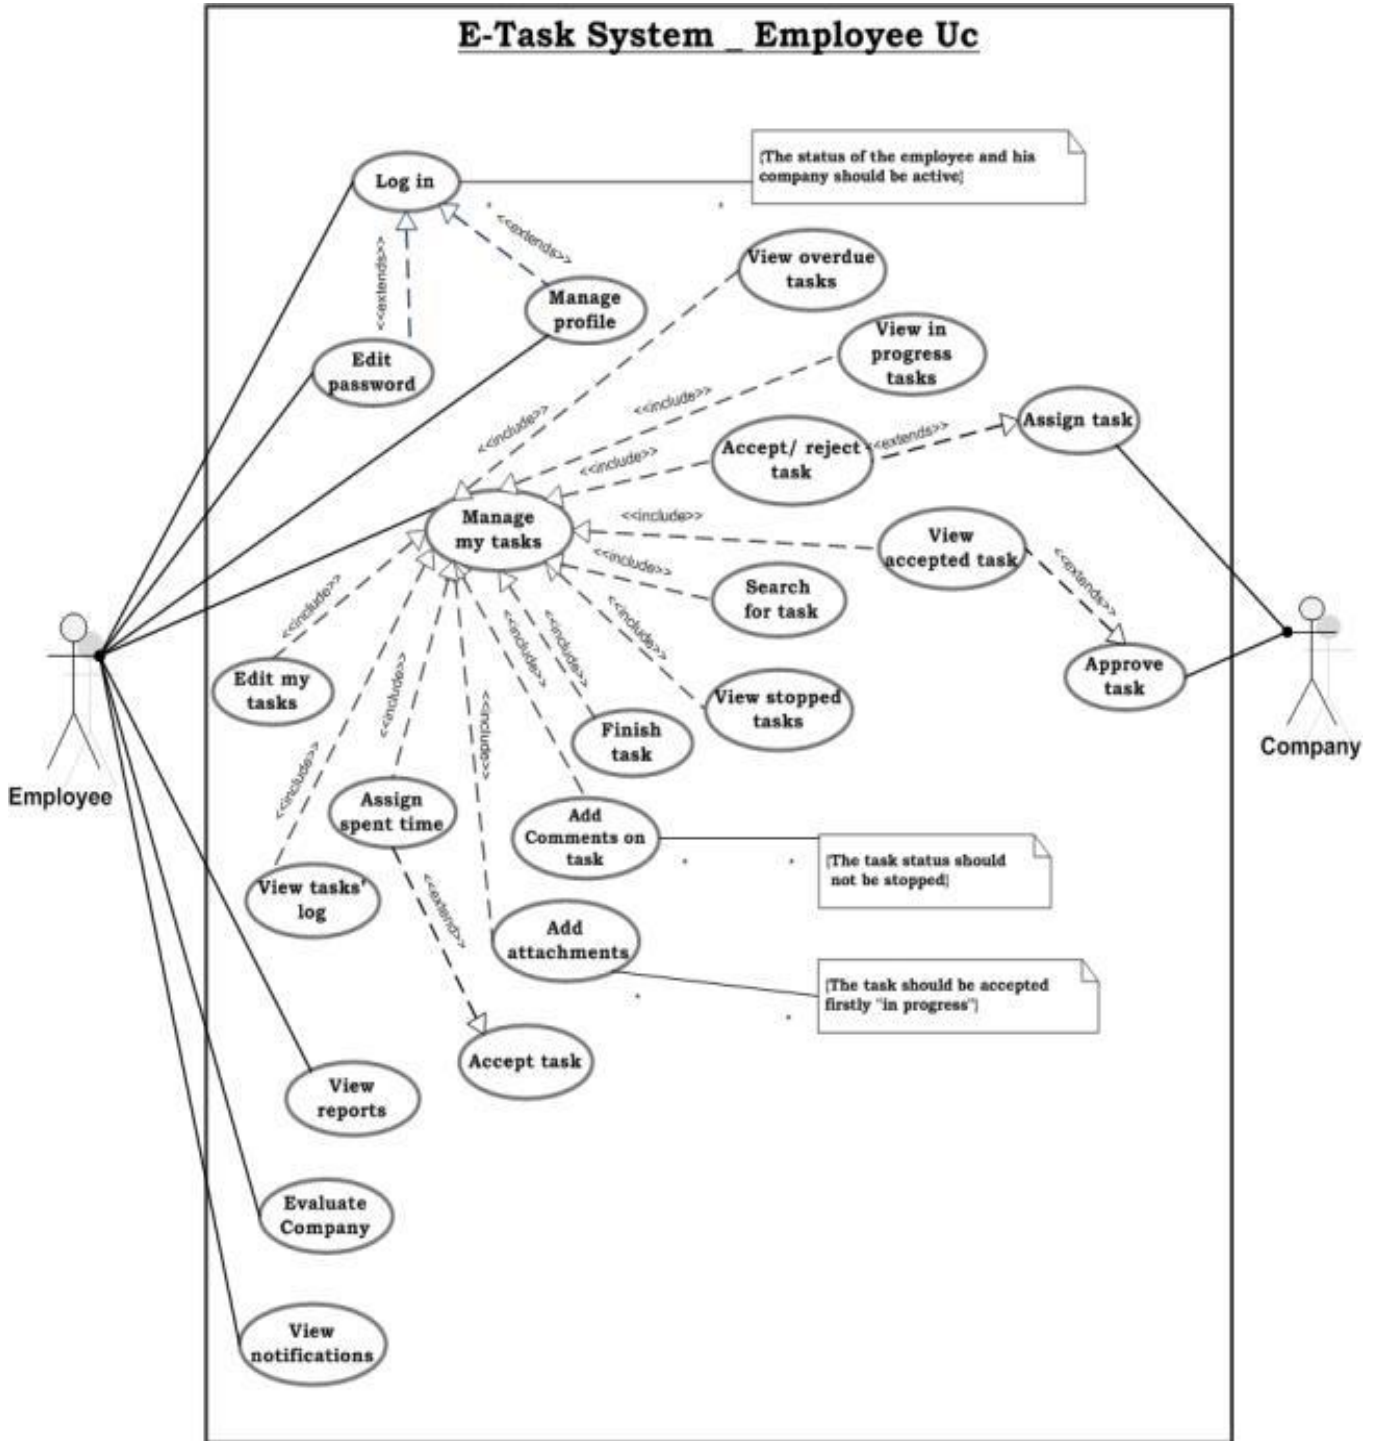 E-Task System _ Employee Uc
{The status of the employee and his
company should be active}
Log in
<<extends>>
<<extends>>
View overdue
tasks
Manage
profile
View in
progress
tasks
Edit
password
<<include>>
<<include>>
Accept/ reject
task
<<extends>>
Assign task
<<include>>
Manage
my tasks
<<include>>
View
accepted task
<<extends>>
<<include>>
Search
for task
<<include>>
<<include>>
<<include>>
<<include>>
Edit my
tasks
<<include>>
<<include>>
View stopped
tasks
Approve
task
Finish
task
<<include>>
Employee
Company
Assign
spent time
Add
Comments on
task
{The task status should
not be stopped}
View tasks'
log
<<extend>>
Add
attachments
{The task should be accepted
firstly "in progress"}
Accept task
View
reports
Evaluate
Company
View
notifications